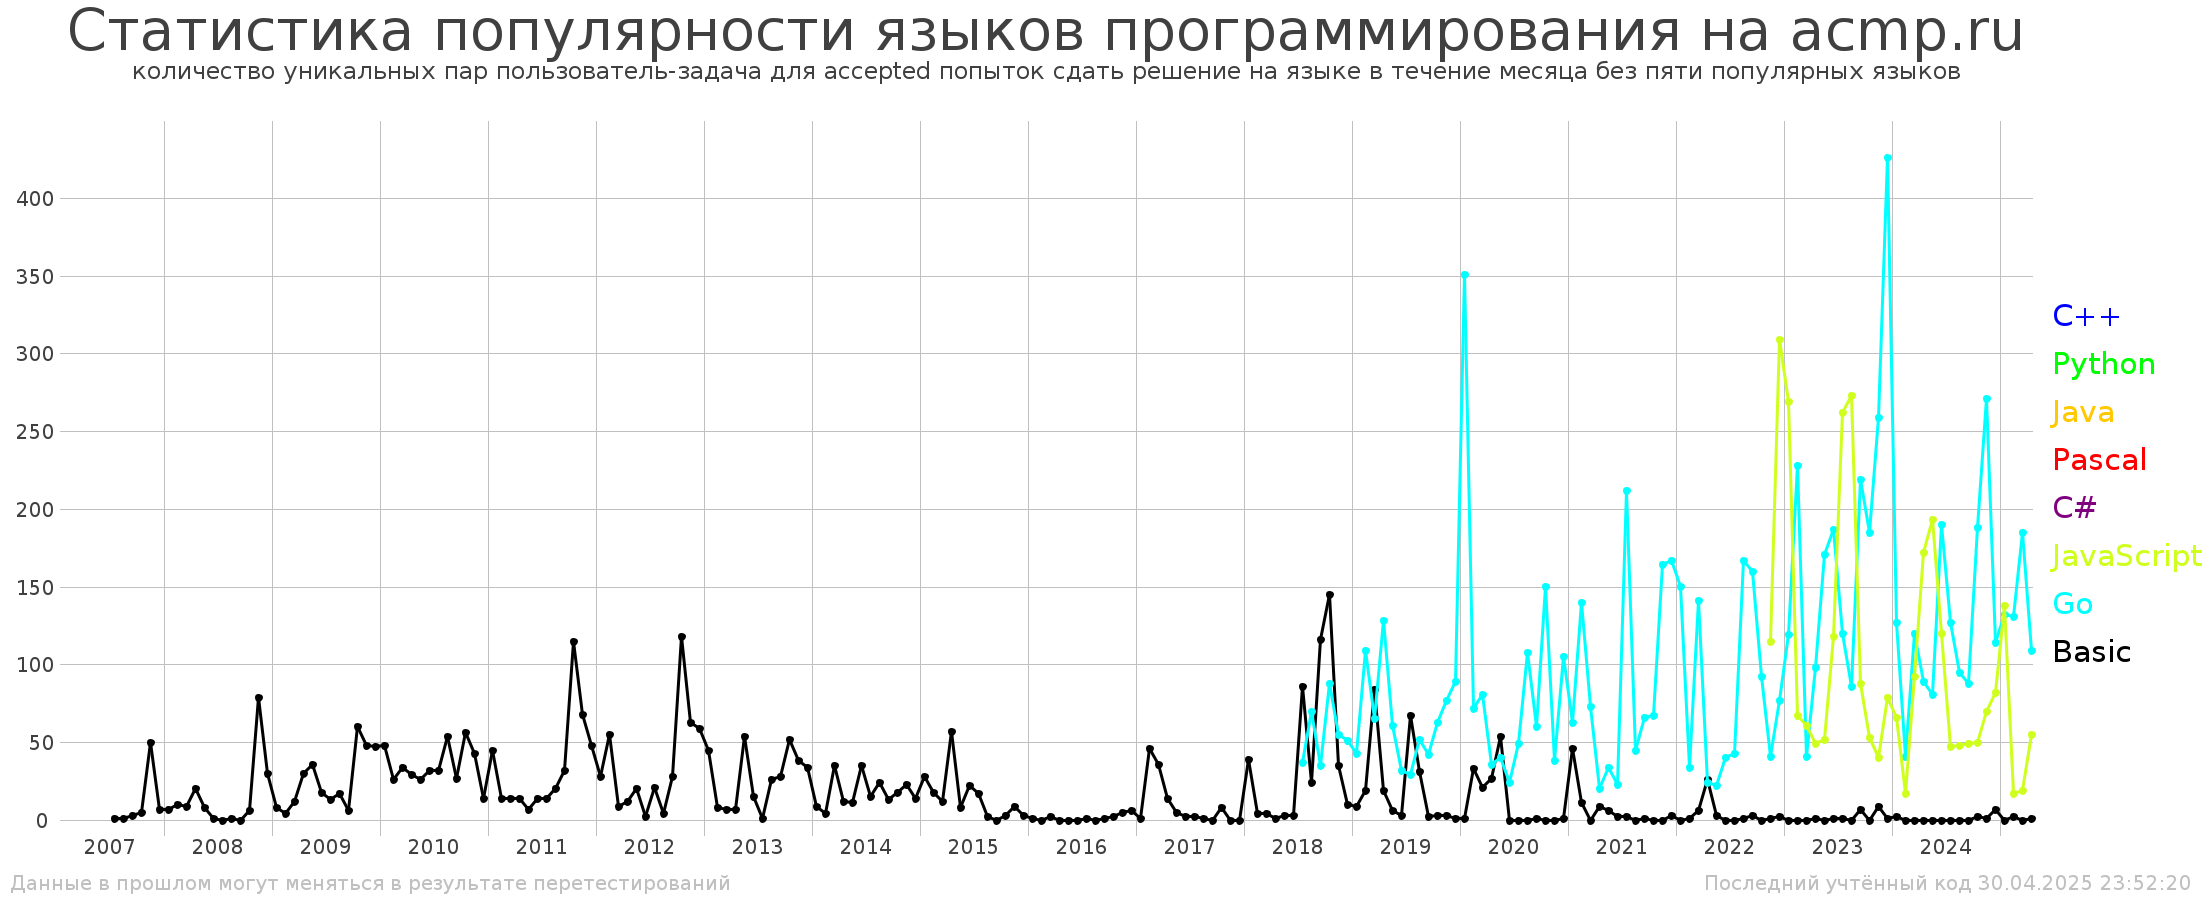 Статистика популярности языков программирования на acmp.ru
количество уникальных пар пользователь-задача для accepted попыток сдать решение на языке в течение месяца без пяти популярных языков
400
350
300
250
200
150
100
50
0
C++
Python
Java
Pascal
C#
JavaScript
Go
Basic
2007 2008 2009 2010 2011 2012 2013 2014 2015 2016 2017 2018 2019 2020 2021 2022 2023 2024
Данные в прошлом могут меняться в результате перетестирований
Последний учтённый код 30.04.2025 23:52:20